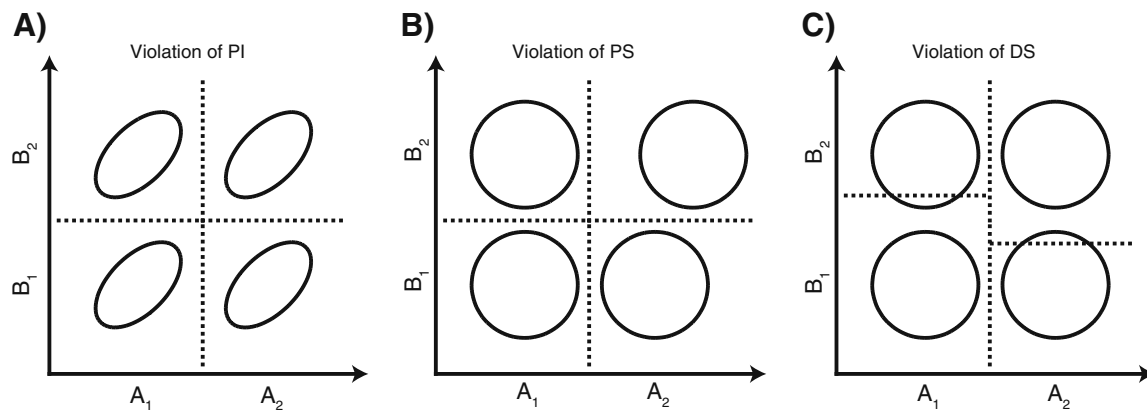 A)
Violation of PI
B₂
B₁
A₁
A₂
B)
Violation of PS
B₂
B₁
A₁
A₂
C)
Violation of DS
B₂
B₁
A₁
A₂